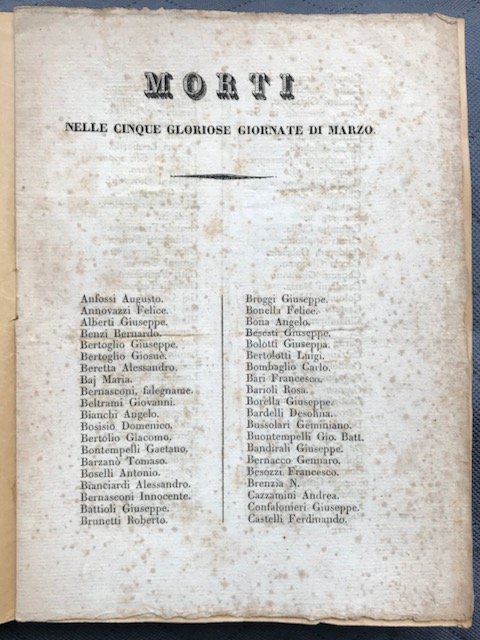 MORTI
NELLE CINQUE GLORIOSE GIORNATE DI MARZO.
Anfossi Augusto.
Annovazzi Felice.
Alberti Giuseppe.
Benzi Bernardo.
Bertoglio Giuseppe.
Bertoglio Giosuè.
Beretta Alessandro.
Baj Maria.
Bernasconi, falegname.
Beltrami Giovanni.
Bianchi Angelo.
Bosisio Domenico.
Bertolio Giacomo.
Bontempelli Gaetano.
Barzanò Tomaso.
Boselli Antonio.
Bianciardi Alessandro.
Bernasconi Innocente.
Battioli Giuseppe.
Brunetti Roberto.
Broggi Giuseppe.
Bonella Felice.
Bona Angelo.
Besesti Giuseppe.
Bolotti Giuseppa.
Bertolotti Luigi.
Bombaglio Carlo.
Bari Francesco.
Barioli Rosa.
Borella Giuseppe.
Bardelli Desolina.
Bussolari Geminiano.
Buontempelli Gio. Batt.
Bandirali Giuseppe.
Bernacco Gennaro.
Besozzi Francesco.
Brenzia N.
Cazzamini Andrea.
Confalonieri Giuseppe.
Castelli Ferdinando.